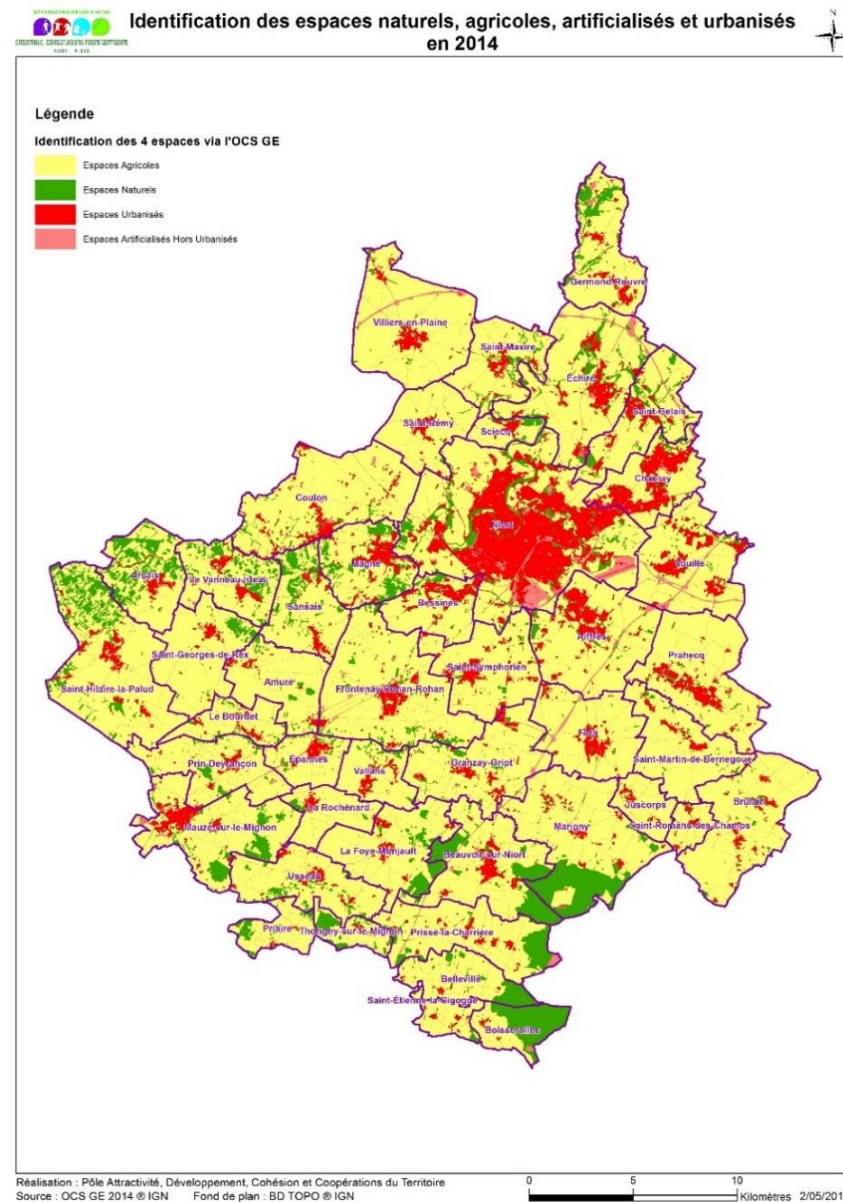 Identification des espaces naturels, agricoles, artificialisés et urbanisés
en 2014
N
Légende
Identification des 4 espaces via l'OCS GE
Espaces Agricoles
Espaces Naturels
Espaces Urbanisés
Espaces Artificialisés Hors Urbanisés
Germond-Rouvre
Villiers-en-Plaine
Saint-Maxire
Échiré
Saint-Gelais
Saint-Rémy
Sciecq
Chauray
Coulon
Niort
Magné
Vouillé
Arçais
Le Vanneau-Irleau
Sansais
Bessines
Aiffres
Saint-Georges-de-Rex
Prahecq
Saint-Hilaire-la-Palud
Amuré
Frontenay-Rohan-Rohan
Saint-Symphorien
Le Bourdet
Fors
Prin-Deyrançon
Épannes
Vallans
Granzay-Gript
Saint-Martin-de-Bernegoue
La Rochénard
Juscorps
Brûlain
Mauzé-sur-le-Mignon
Marigny
Saint-Romans-des-Champs
La Foye-Monjault
Beauvoir-sur-Niort
Usseau
Priaire
Thorigny-sur-le-Mignon
Prissé-la-Charrière
Belleville
Saint-Étienne-la-Cigogne
Boisserolles
Réalisation : Pôle Attractivité, Développement, Cohésion et Coopérations du Territoire
Source : OCS GE 2014 ® IGN Fond de plan : BD TOPO ® IGN
0 5 10
Kilomètres 2/05/201